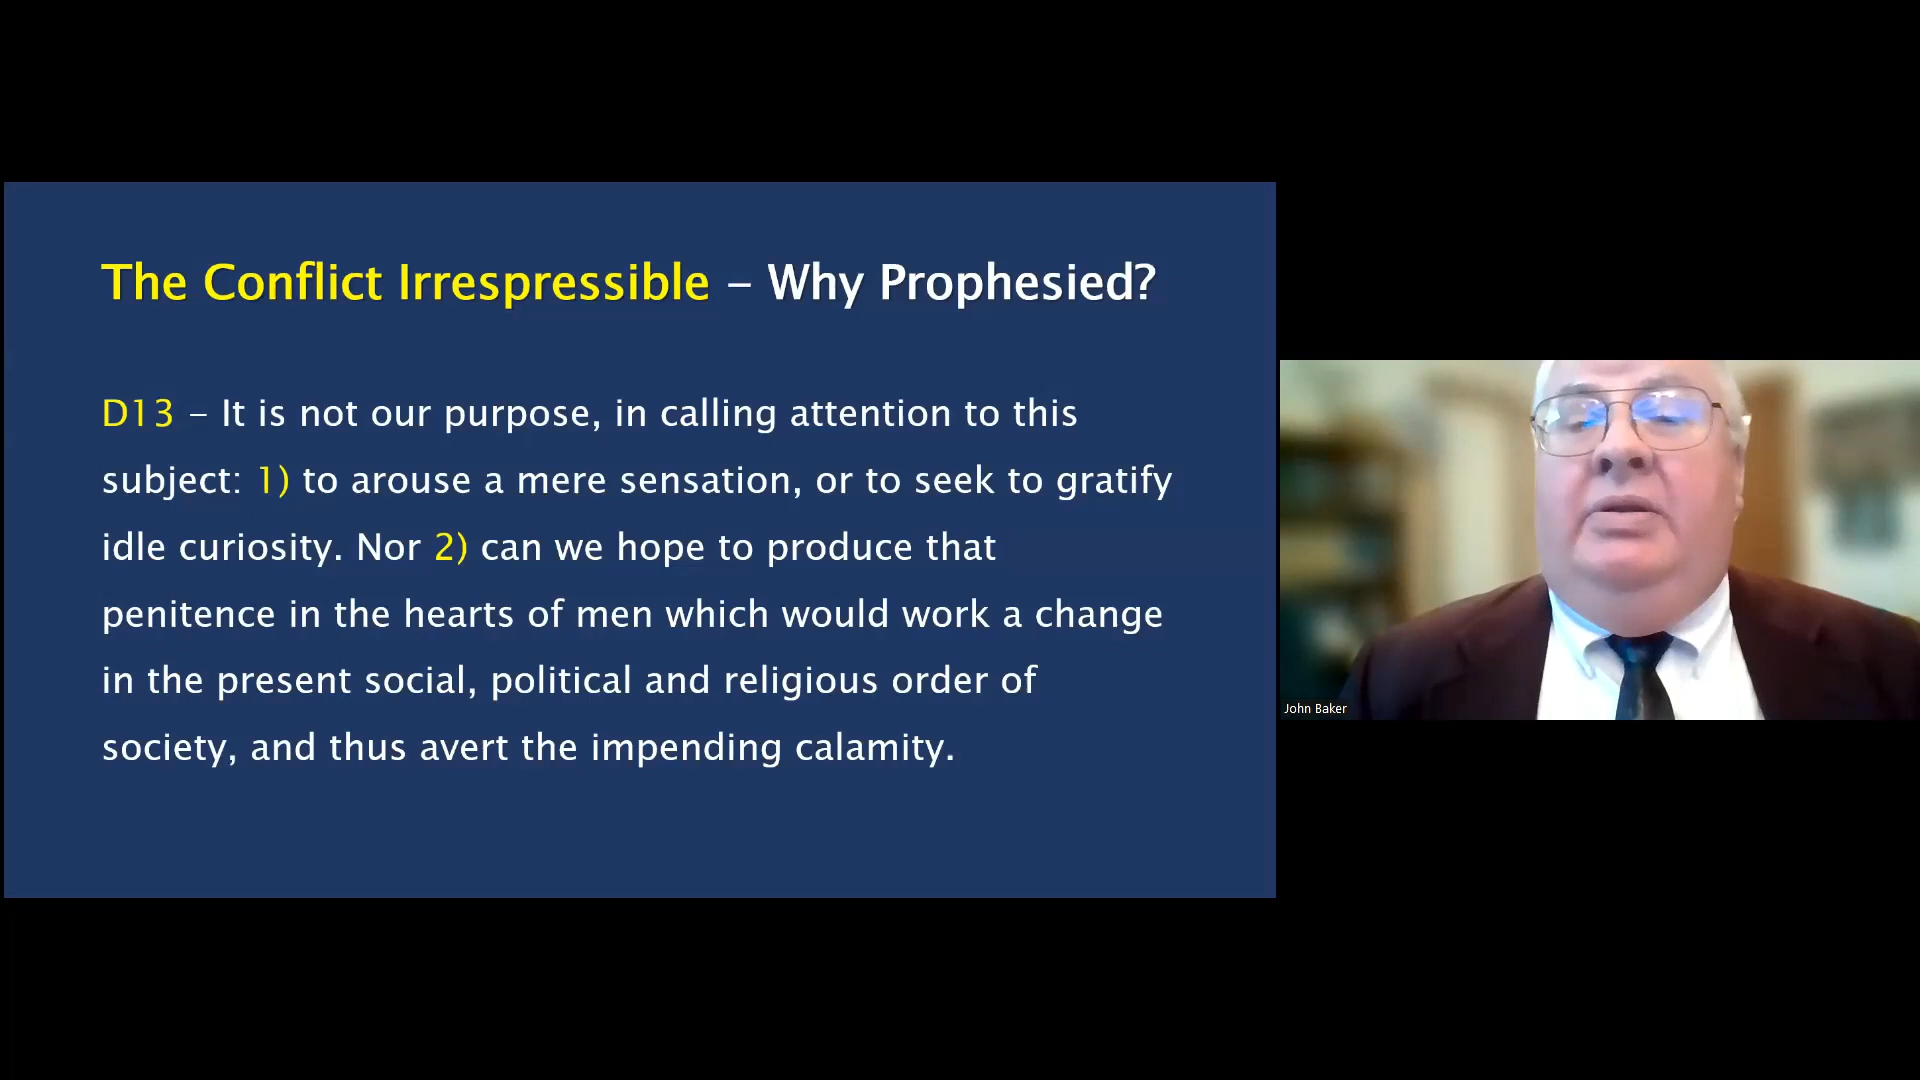 The Conflict Irrespressible – Why Prophesied?
D13 – It is not our purpose, in calling attention to this
subject: 1) to arouse a mere sensation, or to seek to gratify
idle curiosity. Nor 2) can we hope to produce that
penitence in the hearts of men which would work a change
in the present social, political and religious order of
society, and thus avert the impending calamity.
John Baker